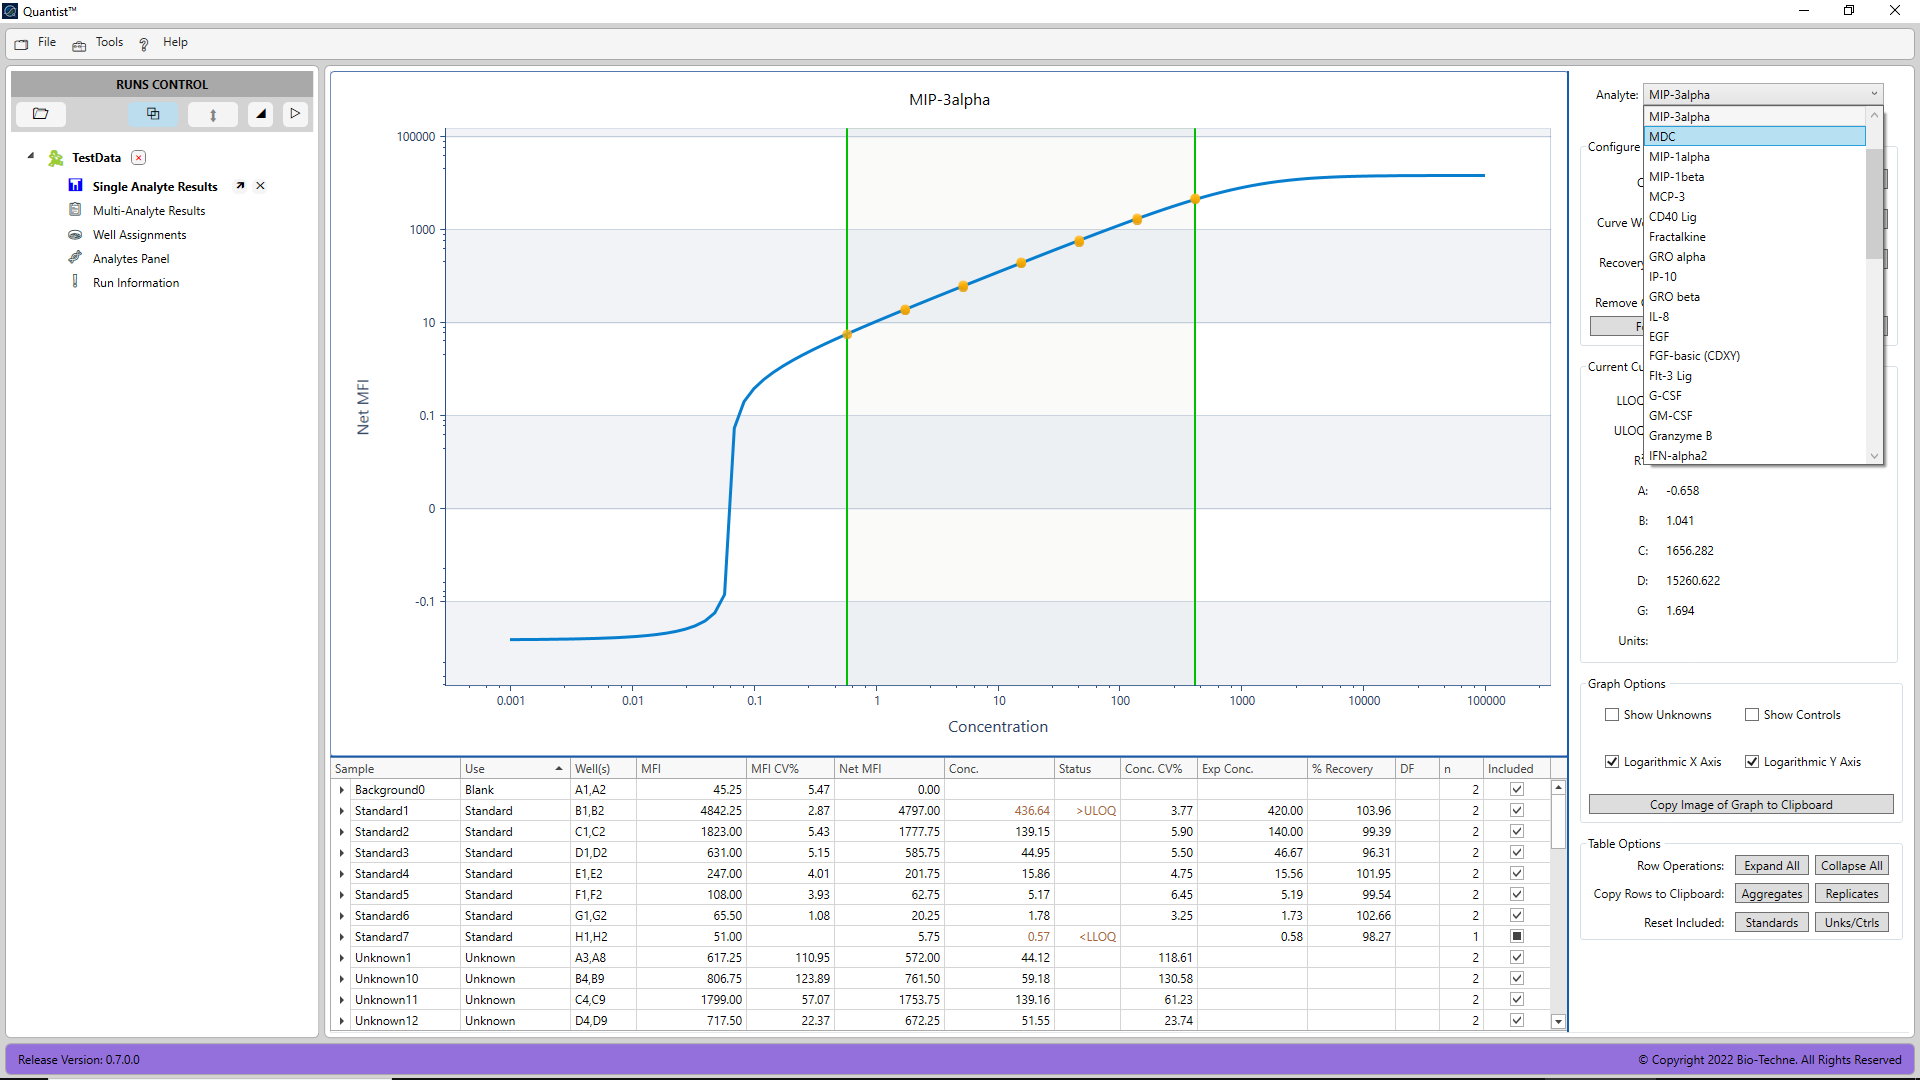 Quantist™
File Tools ? Help
RUNS CONTROL
TestData
Single Analyte Results
Multi-Analyte Results
Well Assignments
Analytes Panel
Run Information
MIP-3alpha
100000
1000
10
0.1
0
-0.1
Net MFI
0.001 0.01 0.1 1 10 100 1000 10000 100000
Concentration
Sample Use Well(s) MFI MFI CV% Net MFI Conc. Status Conc. CV% Exp Conc. % Recovery DF n Included
Background0 Blank A1,A2 45.25 5.47 0.00 2
Standard1 Standard B1,B2 4842.25 2.87 4797.00 436.64 >ULOQ 3.77 420.00 103.96 2
Standard2 Standard C1,C2 1823.00 5.43 1777.75 139.15 5.90 140.00 99.39 2
Standard3 Standard D1,D2 631.00 5.15 585.75 44.95 5.50 46.67 96.31 2
Standard4 Standard E1,E2 247.00 4.01 201.75 15.86 4.75 15.56 101.95 2
Standard5 Standard F1,F2 108.00 3.93 62.75 5.17 6.45 5.19 99.54 2
Standard6 Standard G1,G2 65.50 1.08 20.25 1.78 3.25 1.73 102.66 2
Standard7 Standard H1,H2 51.00 5.75 0.57 <LLOQ 0.58 98.27 1
Unknown1 Unknown A3,A8 617.25 110.95 572.00 44.12 118.61 2
Unknown10 Unknown B4,B9 806.75 123.89 761.50 59.18 130.58 2
Unknown11 Unknown C4,C9 1799.00 57.07 1753.75 139.16 61.23 2
Unknown12 Unknown D4,D9 717.50 22.37 672.25 51.55 23.74 2
Analyte: MIP-3alpha
MIP-3alpha
MDC
MIP-1alpha
MIP-1beta
MCP-3
CD40 Lig
Fractalkine
GRO alpha
IP-10
GRO beta
IL-8
EGF
FGF-basic (CDXY)
Flt-3 Lig
G-CSF
GM-CSF
Granzyme B
IFN-alpha2
Configure
Curve
Recovery
Remove
Current
A: -0.658
B: 1.041
C: 1656.282
D: 15260.622
G: 1.694
Units:
Graph Options
Show Unknowns Show Controls
Logarithmic X Axis Logarithmic Y Axis
Copy Image of Graph to Clipboard
Table Options
Row Operations: Expand All Collapse All
Copy Rows to Clipboard: Aggregates Replicates
Reset Included: Standards Unks/Ctrls
Release Version: 0.7.0.0
© Copyright 2022 Bio-Techne. All Rights Reserved